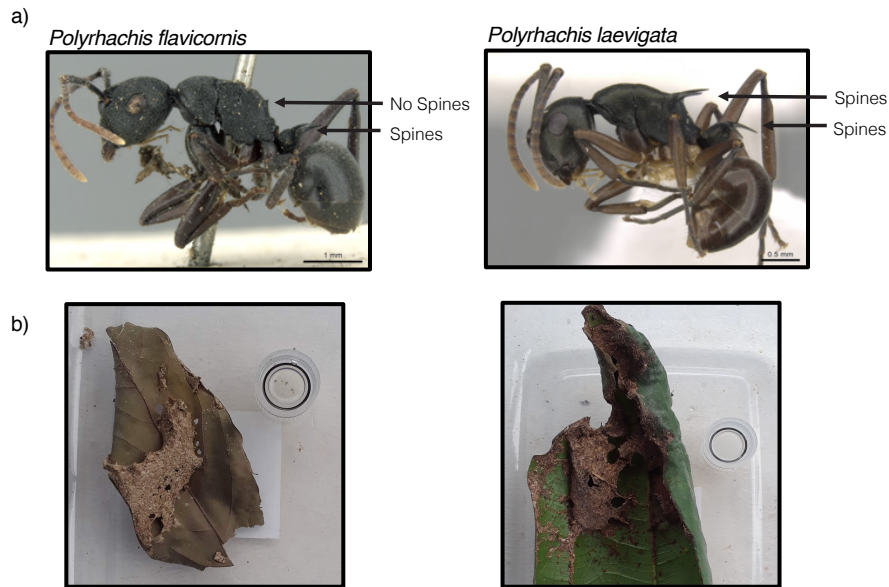 a)
Polyrhachis flavicornis
Polyrhachis laevigata
No Spines
Spines
Spines
Spines
1 mm
0.5 mm
b)